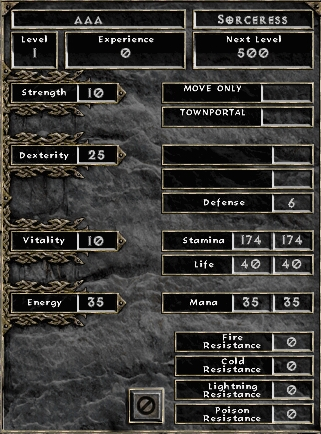 AAA
Sorceress
Level
1
Experience
0
Next Level
500
Strength 10
MOVE ONLY
TOWNPORTAL
Dexterity 25
Defense 6
Vitality 10
Stamina 174 174
Life 40 40
Energy 35
Mana 35 35
Fire
Resistance 0
Cold
Resistance 0
Lightning
Resistance 0
Poison
Resistance 0
0